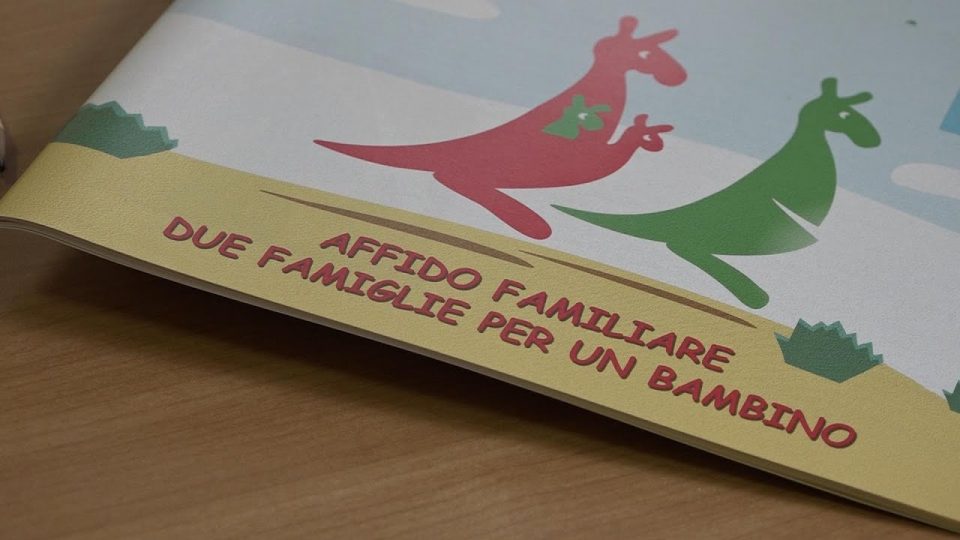 AFFIDO FAMILIARE
DUE FAMIGLIE PER UN BAMBINO